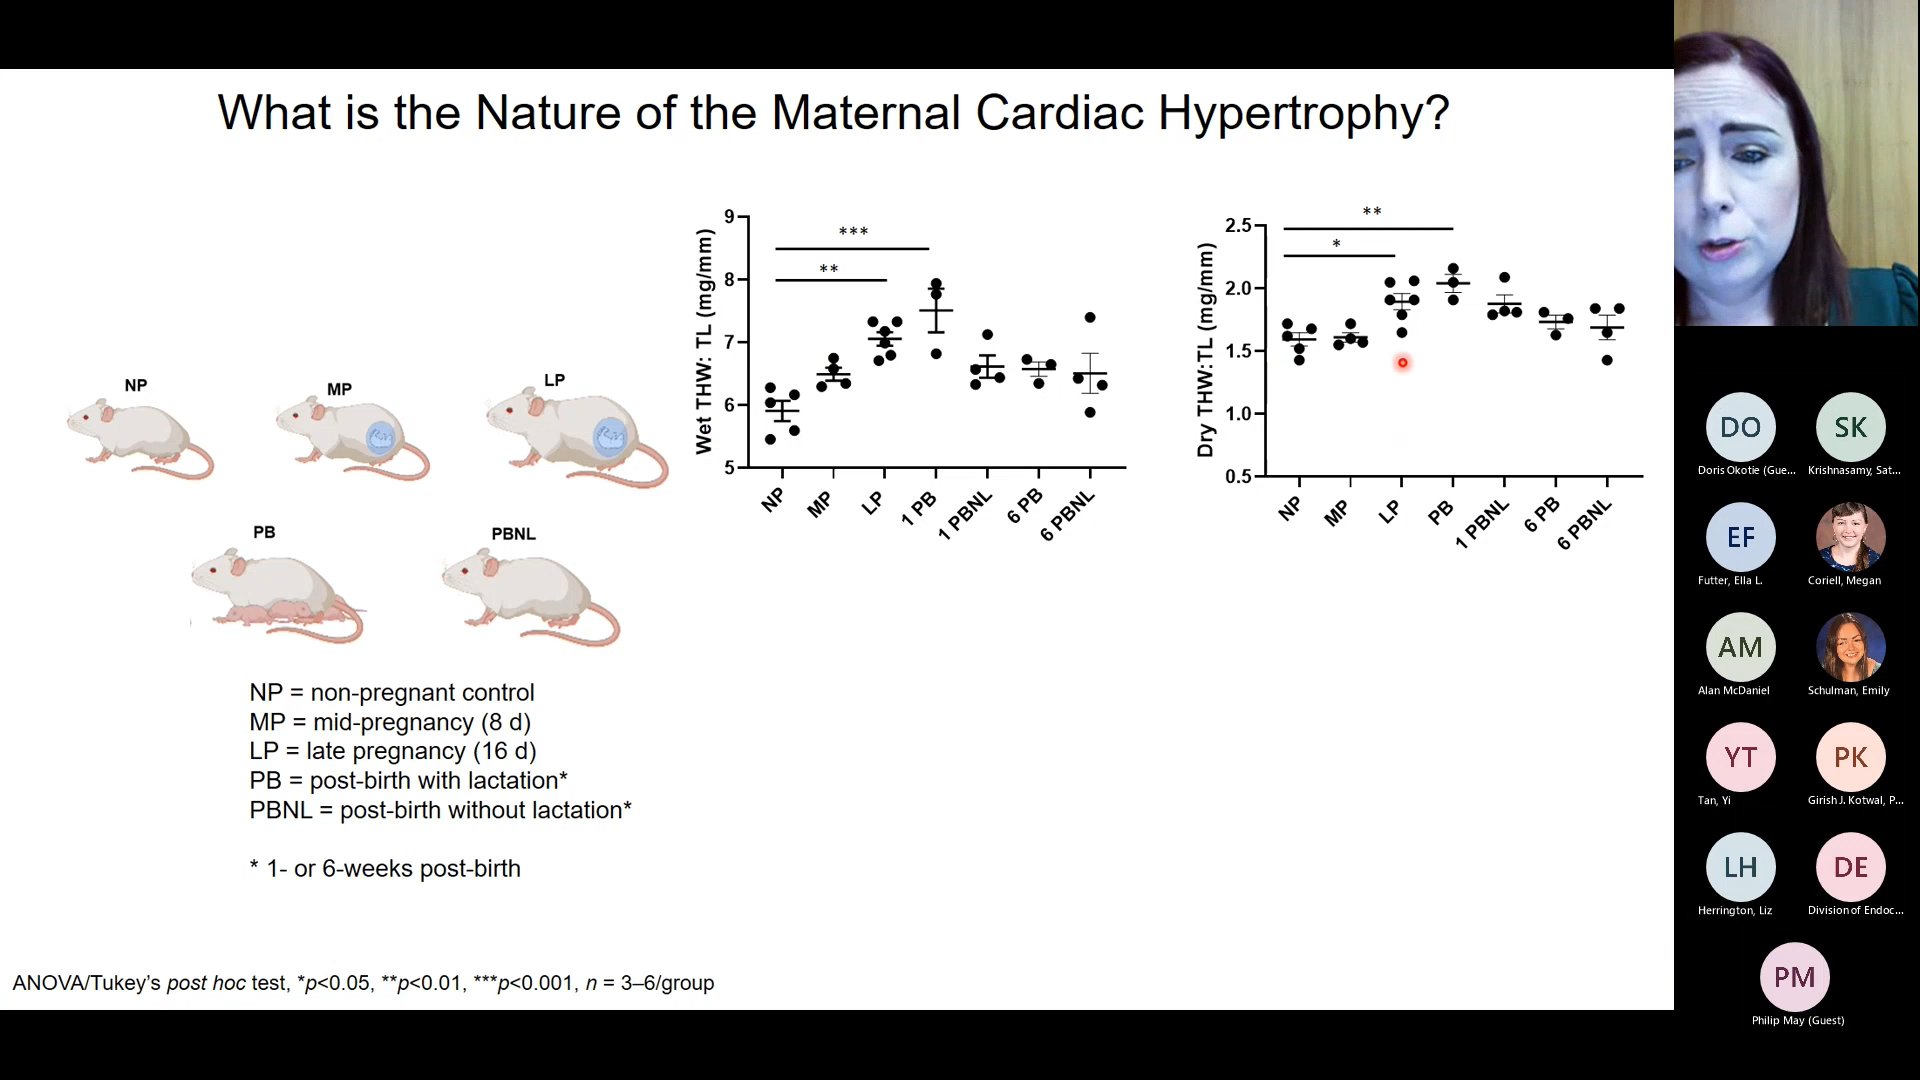 What is the Nature of the Maternal Cardiac Hypertrophy?
NP
MP
LP
PB
PBNL
NP = non-pregnant control
MP = mid-pregnancy (8 d)
LP = late pregnancy (16 d)
PB = post-birth with lactation*
PBNL = post-birth without lactation*
* 1- or 6-weeks post-birth
Wet THW: TL (mg/mm)
9
8
7
6
5
***
**
NP
MP
LP
1 PB
1 PBNL
6 PB
6 PBNL
Dry THW:TL (mg/mm)
2.5
2.0
1.5
1.0
0.5
**
*
NP
MP
LP
PB
1 PBNL
6 PB
6 PBNL
ANOVA/Tukey's post hoc test, *p<0.05, **p<0.01, ***p<0.001, n = 3–6/group
DO
Doris Okotie (Gue...
SK
Krishnasamy, Sat...
EF
Futter, Ella L.
Coriell, Megan
AM
Alan McDaniel
Schulman, Emily
YT
Tan, Yi
PK
Girish J. Kotwal, P...
LH
Herrington, Liz
DE
Division of Endoc...
PM
Philip May (Guest)